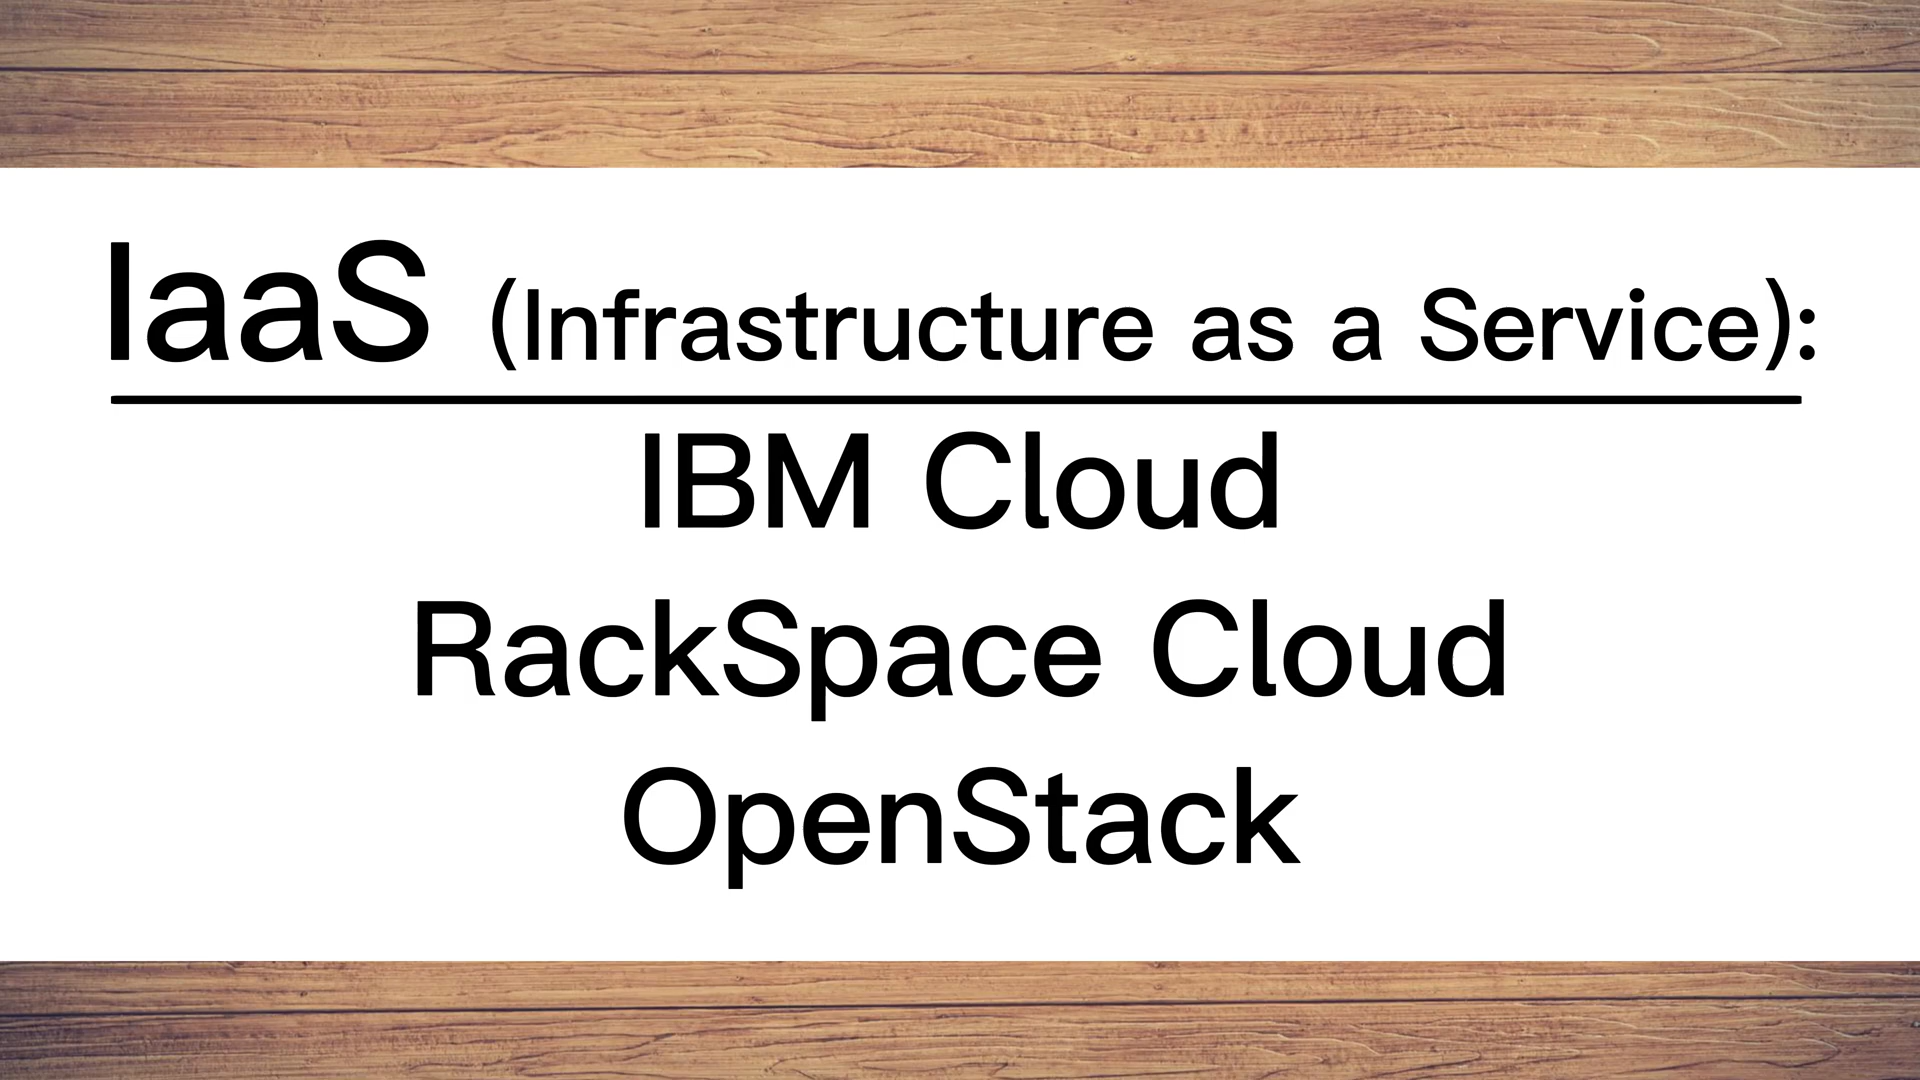 IaaS (Infrastructure as a Service):
IBM Cloud
RackSpace Cloud
OpenStack